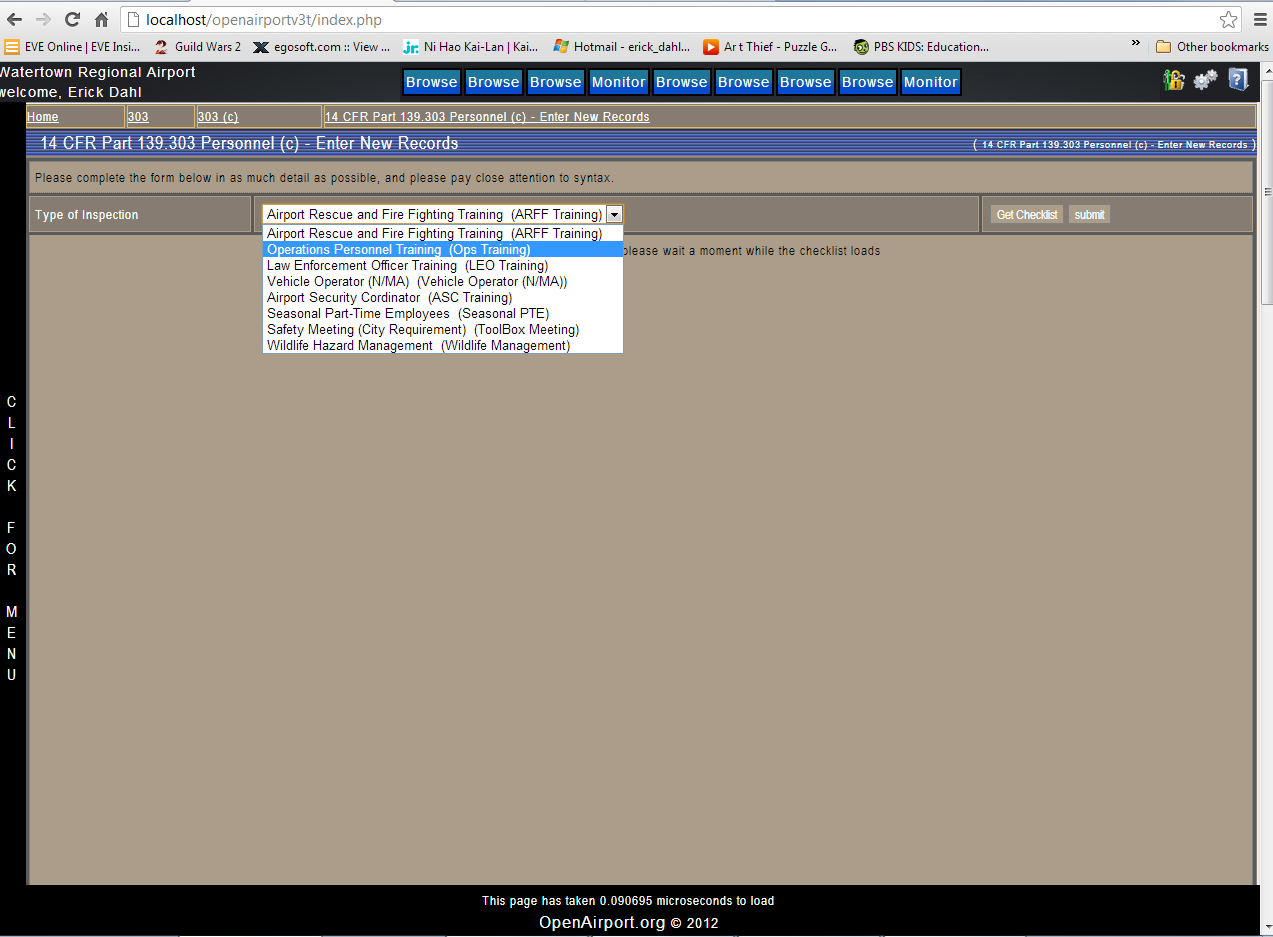 localhost/openairportv3t/index.php
EVE Online | EVE Insi... Guild Wars 2 egosoft.com :: View ... Ni Hao Kai-Lan | Kai... Hotmail - erick_dahl... Art Thief - Puzzle G... PBS KIDS: Education... » Other bookmarks
Watertown Regional Airport
welcome, Erick Dahl
Browse Browse Browse Monitor Browse Browse Browse Browse Monitor
Home 303 303 (c) 14 CFR Part 139.303 Personnel (c) - Enter New Records
14 CFR Part 139.303 Personnel (c) - Enter New Records ( 14 CFR Part 139.303 Personnel (c) - Enter New Records )
Please complete the form below in as much detail as possible, and please pay close attention to syntax.
Type of Inspection Airport Rescue and Fire Fighting Training (ARFF Training) Get Checklist submit
Airport Rescue and Fire Fighting Training (ARFF Training)
Operations Personnel Training (Ops Training) please wait a moment while the checklist loads
Law Enforcement Officer Training (LEO Training)
Vehicle Operator (N/MA) (Vehicle Operator (N/MA))
Airport Security Cordinator (ASC Training)
Seasonal Part-Time Employees (Seasonal PTE)
Safety Meeting (City Requirement) (ToolBox Meeting)
Wildlife Hazard Management (Wildlife Management)
CLICK FOR MENU
This page has taken 0.090695 microseconds to load
OpenAirport.org © 2012